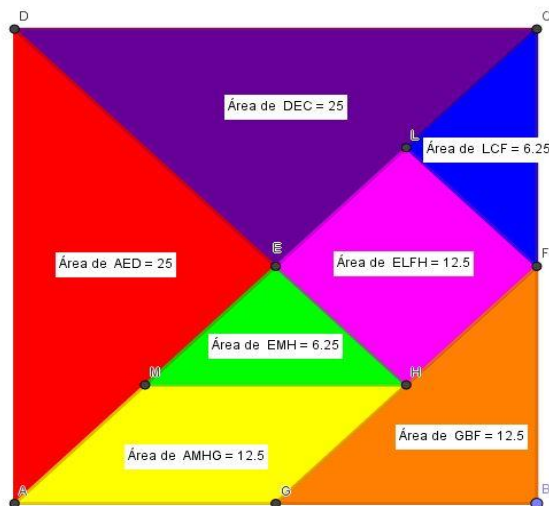 D
C
Área de DEC = 25
L
Área de LCF = 6.25
E
F
Área de AED = 25
Área de ELFH = 12.5
Área de EMH = 6.25
M
H
Área de AMHG = 12.5
Área de GBF = 12.5
A
G
B